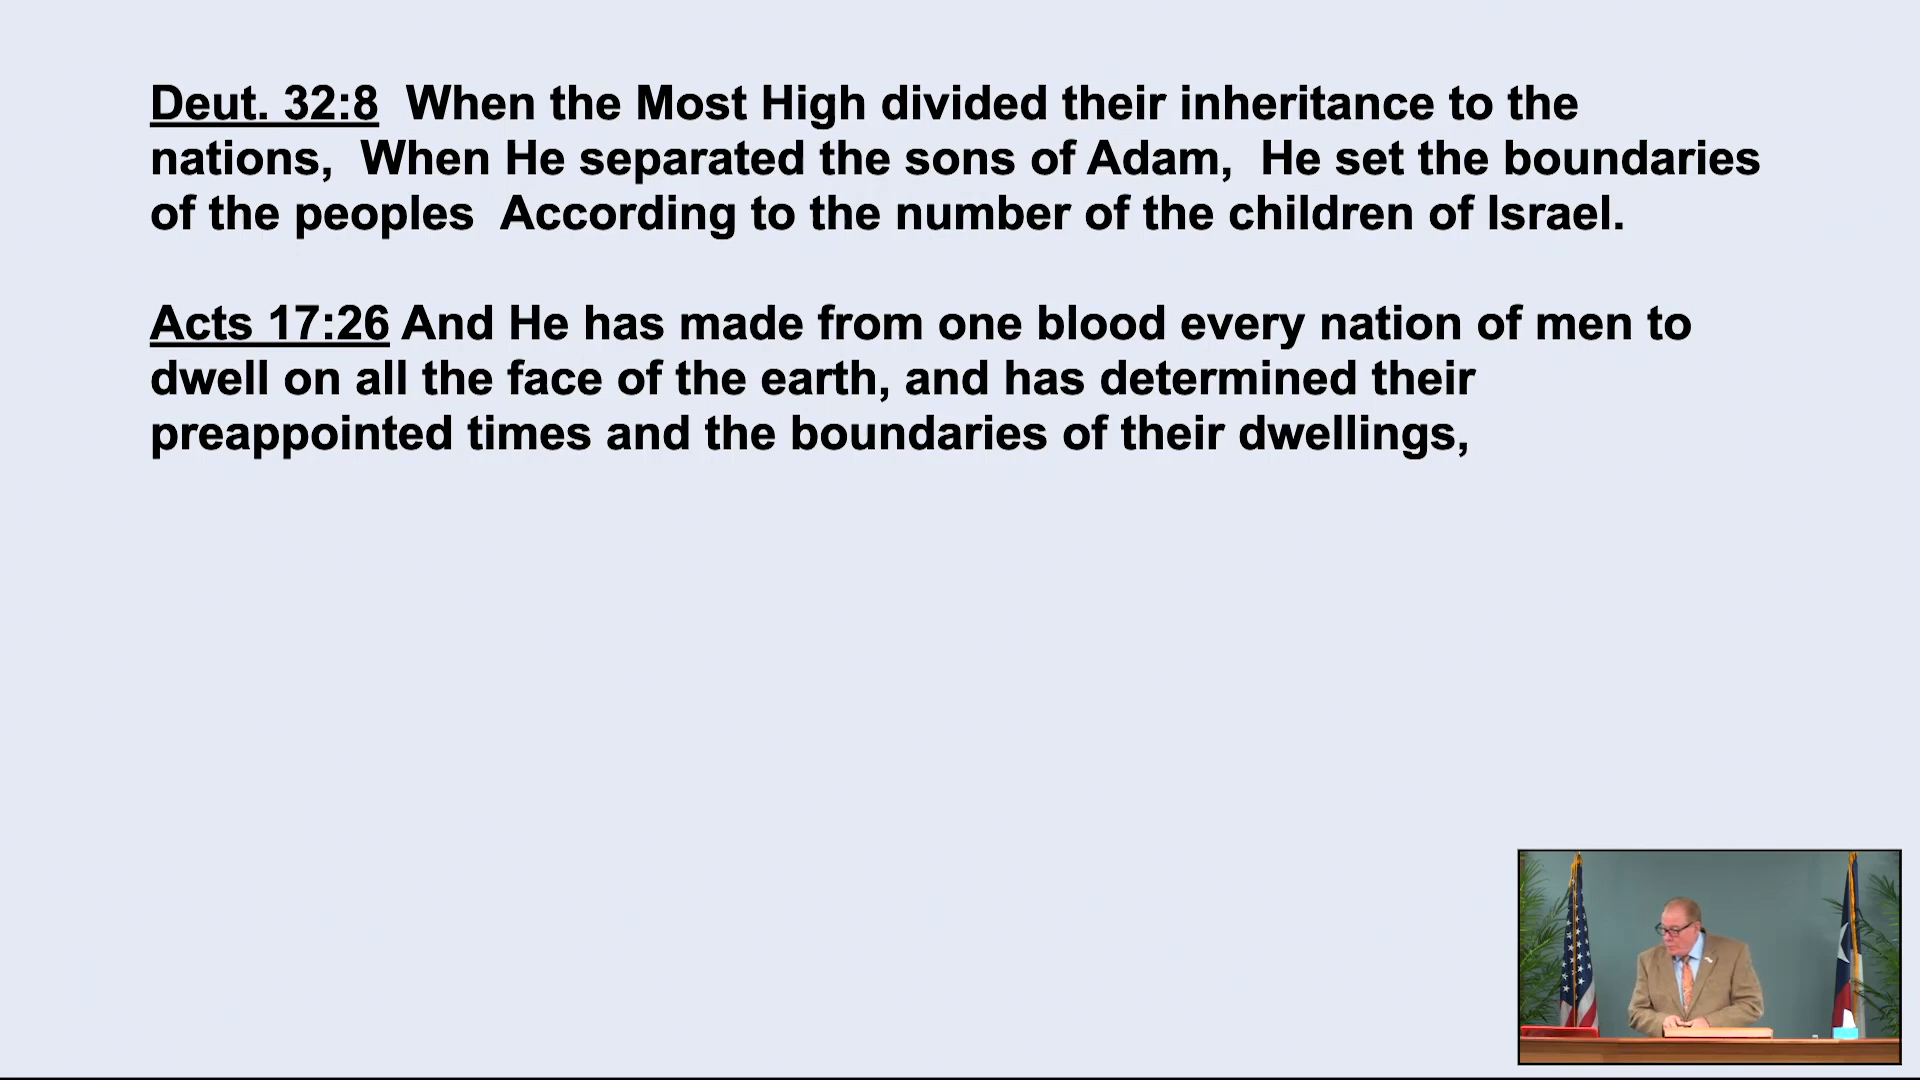 Deut. 32:8  When the Most High divided their inheritance to the
nations,  When He separated the sons of Adam,  He set the boundaries
of the peoples  According to the number of the children of Israel.
Acts 17:26 And He has made from one blood every nation of men to
dwell on all the face of the earth, and has determined their
preappointed times and the boundaries of their dwellings,